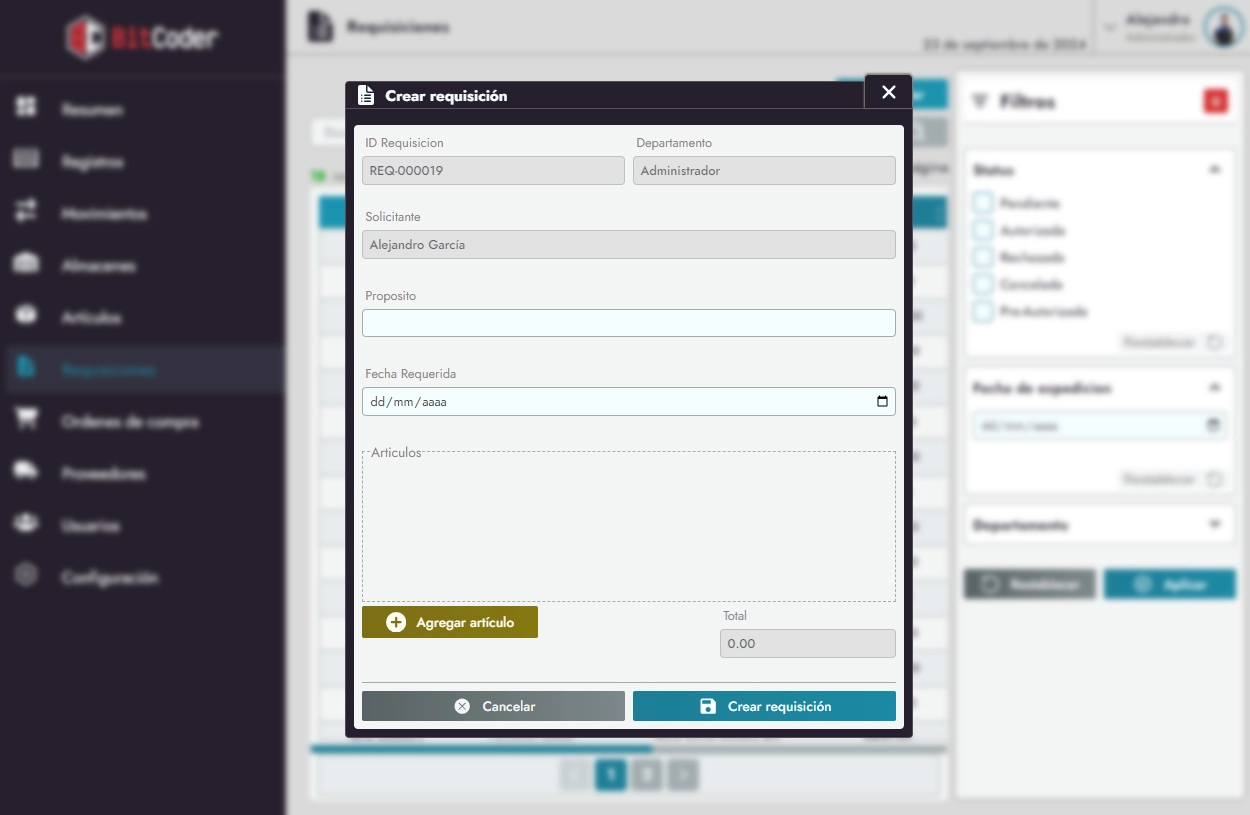 BitCoder
Requisiciones
23 de septiembre de 2024
Alejandro
Administrador
Resumen
Registros
Movimientos
Almacenes
Artículos
Requisiciones
Ordenes de compra
Proveedores
Usuarios
Configuración
Crear requisición
ID Requisicion
Departamento
REQ-000019
Administrador
Solicitante
Alejandro García
Proposito
Fecha Requerida
dd/mm/aaaa
Articulos
Agregar artículo
Total
0.00
Cancelar
Crear requisición
1
2
Filtros
Status
Pendiente
Autorizada
Rechazada
Cancelada
Pre-Autorizada
Restablecer
Fecha de expedicion
dd/mm/aaaa
Restablecer
Departamento
Restablecer
Aplicar